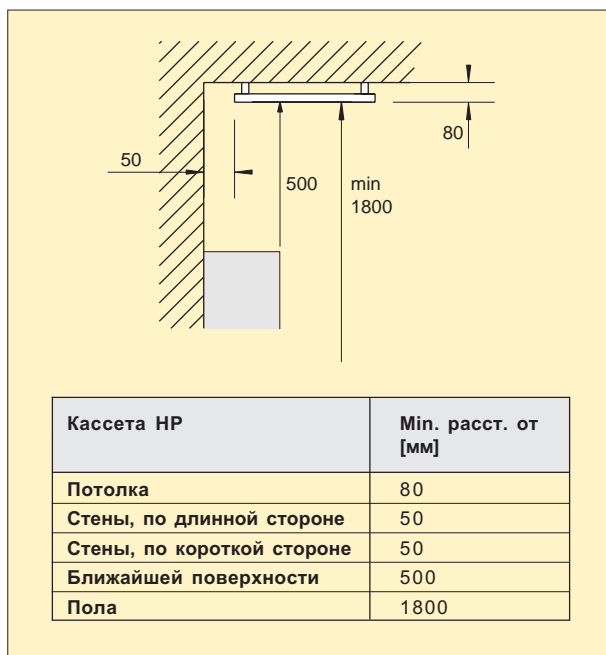 80
50
500
min
1800
Кассета HP
Min. расст. от
[мм]
Потолка 80
Стены, по длинной стороне 50
Стены, по короткой стороне 50
Ближайшей поверхности 500
Пола 1800